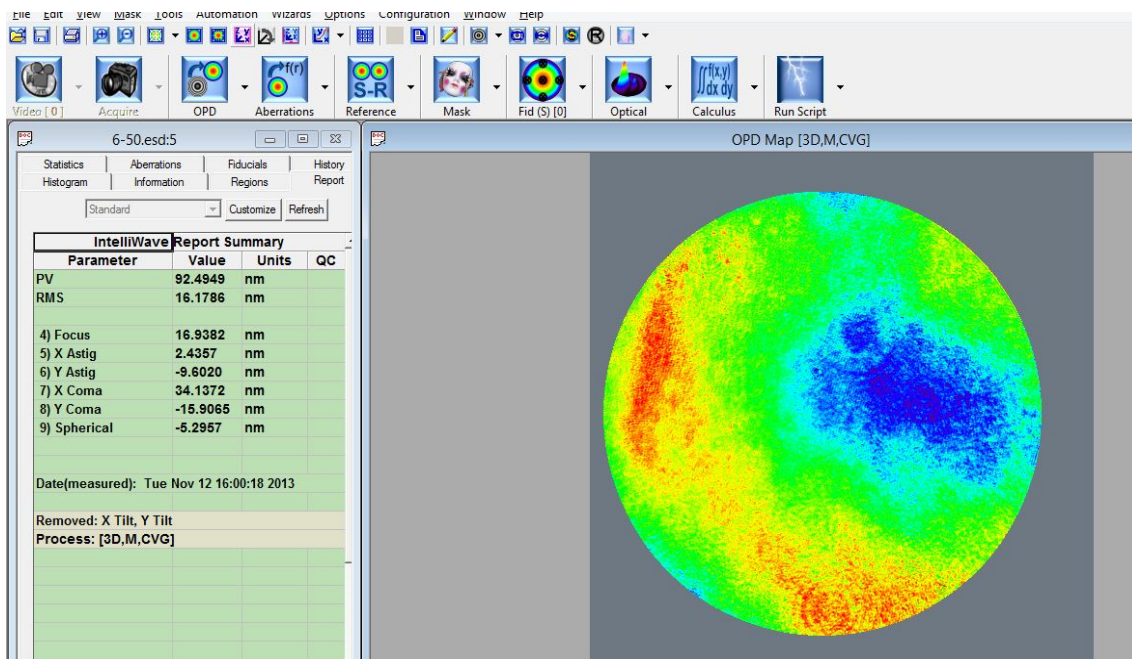 File Edit View Mask Tools Automation Wizards Options Configuration Window Help
Video [ 0 ] Acquire OPD Aberrations Reference Mask Fid (S) [0] Optical Calculus Run Script
f(r)
S-R
∫∫f(x,y) dx dy
6-50.esd:5
OPD Map [3D,M,CVG]
Statistics Aberrations Fiducials History
Histogram Information Regions Report
Standard Customize Refresh
IntelliWave Report Summary
Parameter Value Units QC
PV 92.4949 nm
RMS 16.1786 nm
4) Focus 16.9382 nm
5) X Astig 2.4357 nm
6) Y Astig -9.6020 nm
7) X Coma 34.1372 nm
8) Y Coma -15.9065 nm
9) Spherical -5.2957 nm
Date(measured): Tue Nov 12 16:00:18 2013
Removed: X Tilt, Y Tilt
Process: [3D,M,CVG]